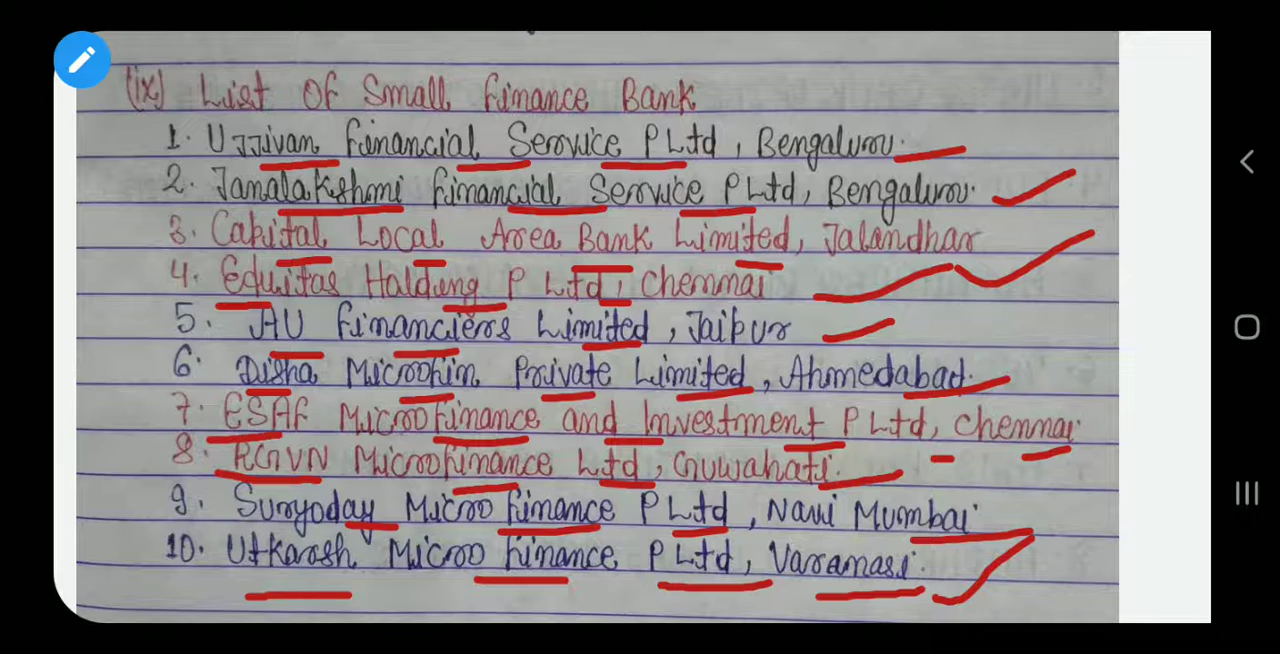 (ix) List Of Small Finance Bank
1. Ujjivan Financial Service P Ltd, Bengaluru.
2. Janalakshmi Financial Service P Ltd, Bengaluru.
3. Capital Local Area Bank Limited, Jalandhar
4. Equitas Holding P Ltd, Chennai
5. AU Financiers Limited, Jaipur
6. Disha Microfin Private Limited, Ahmedabad.
7. ESAF Microfinance and Investment P Ltd, Chennai.
8. RGVN Microfinance Ltd, Guwahati.
9. Suryoday Micro Finance P Ltd, Navi Mumbai
10. Utkarsh Micro Finance P Ltd, Varanasi.